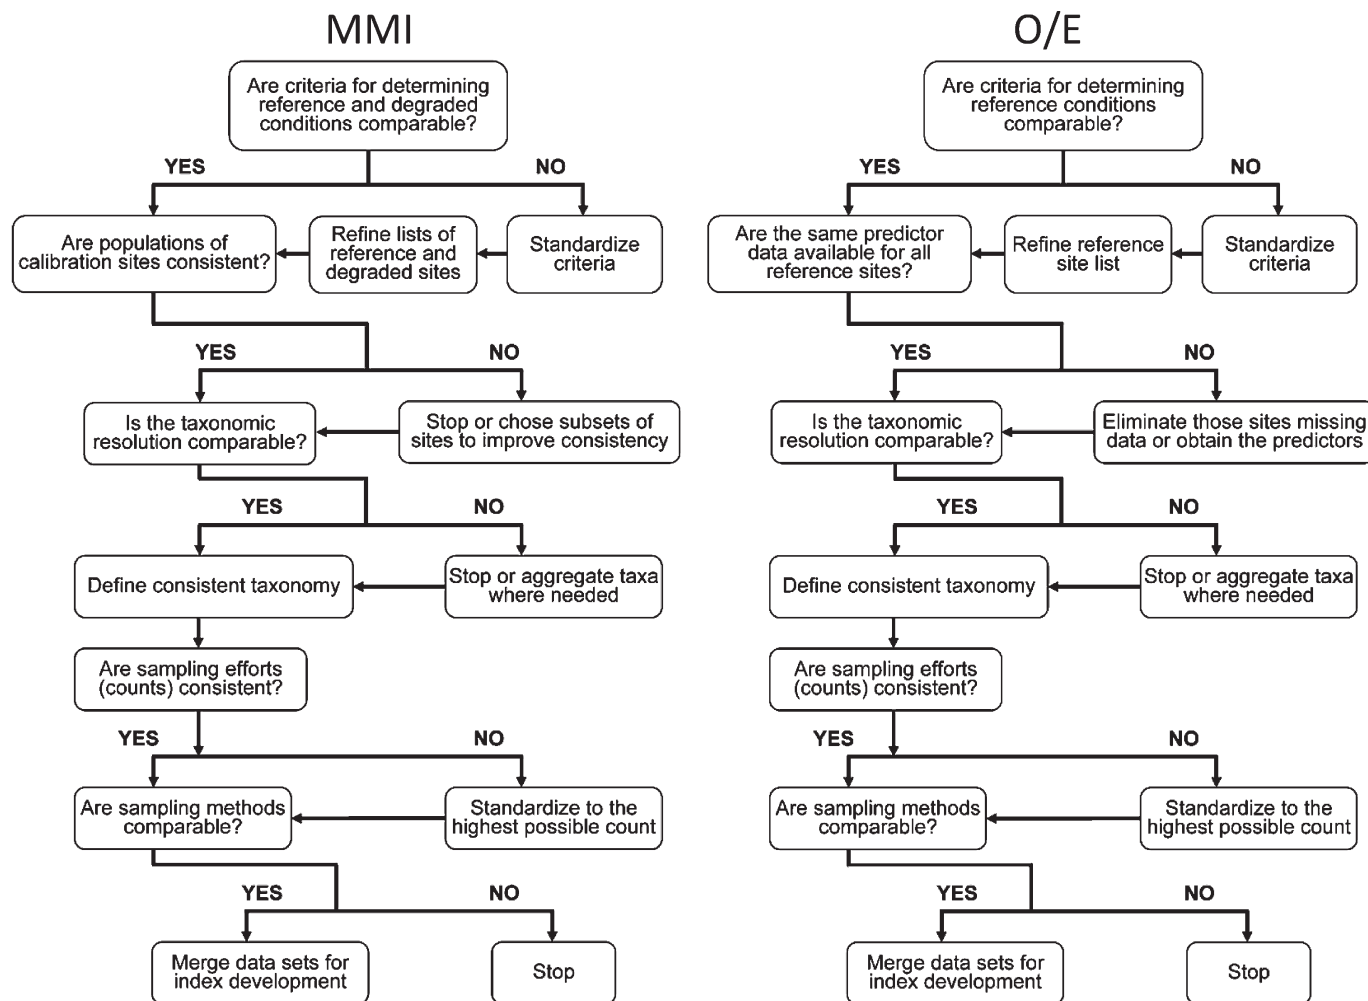 MMI
Are criteria for determining
reference and degraded
conditions comparable?
YES
NO
Are populations of
calibration sites consistent?
Refine lists of
reference and
degraded sites
Standardize
criteria
YES
NO
Is the taxonomic
resolution comparable?
Stop or chose subsets of
sites to improve consistency
YES
NO
Define consistent taxonomy
Stop or aggregate taxa
where needed
Are sampling efforts
(counts) consistent?
YES
NO
Are sampling methods
comparable?
Standardize to the
highest possible count
YES
NO
Merge data sets for
index development
Stop
O/E
Are criteria for determining
reference conditions
comparable?
YES
NO
Are the same predictor
data available for all
reference sites?
Refine reference
site list
Standardize
criteria
YES
NO
Is the taxonomic
resolution comparable?
Eliminate those sites missing
data or obtain the predictors
YES
NO
Define consistent taxonomy
Stop or aggregate taxa
where needed
Are sampling efforts
(counts) consistent?
YES
NO
Are sampling methods
comparable?
Standardize to the
highest possible count
YES
NO
Merge data sets for
index development
Stop